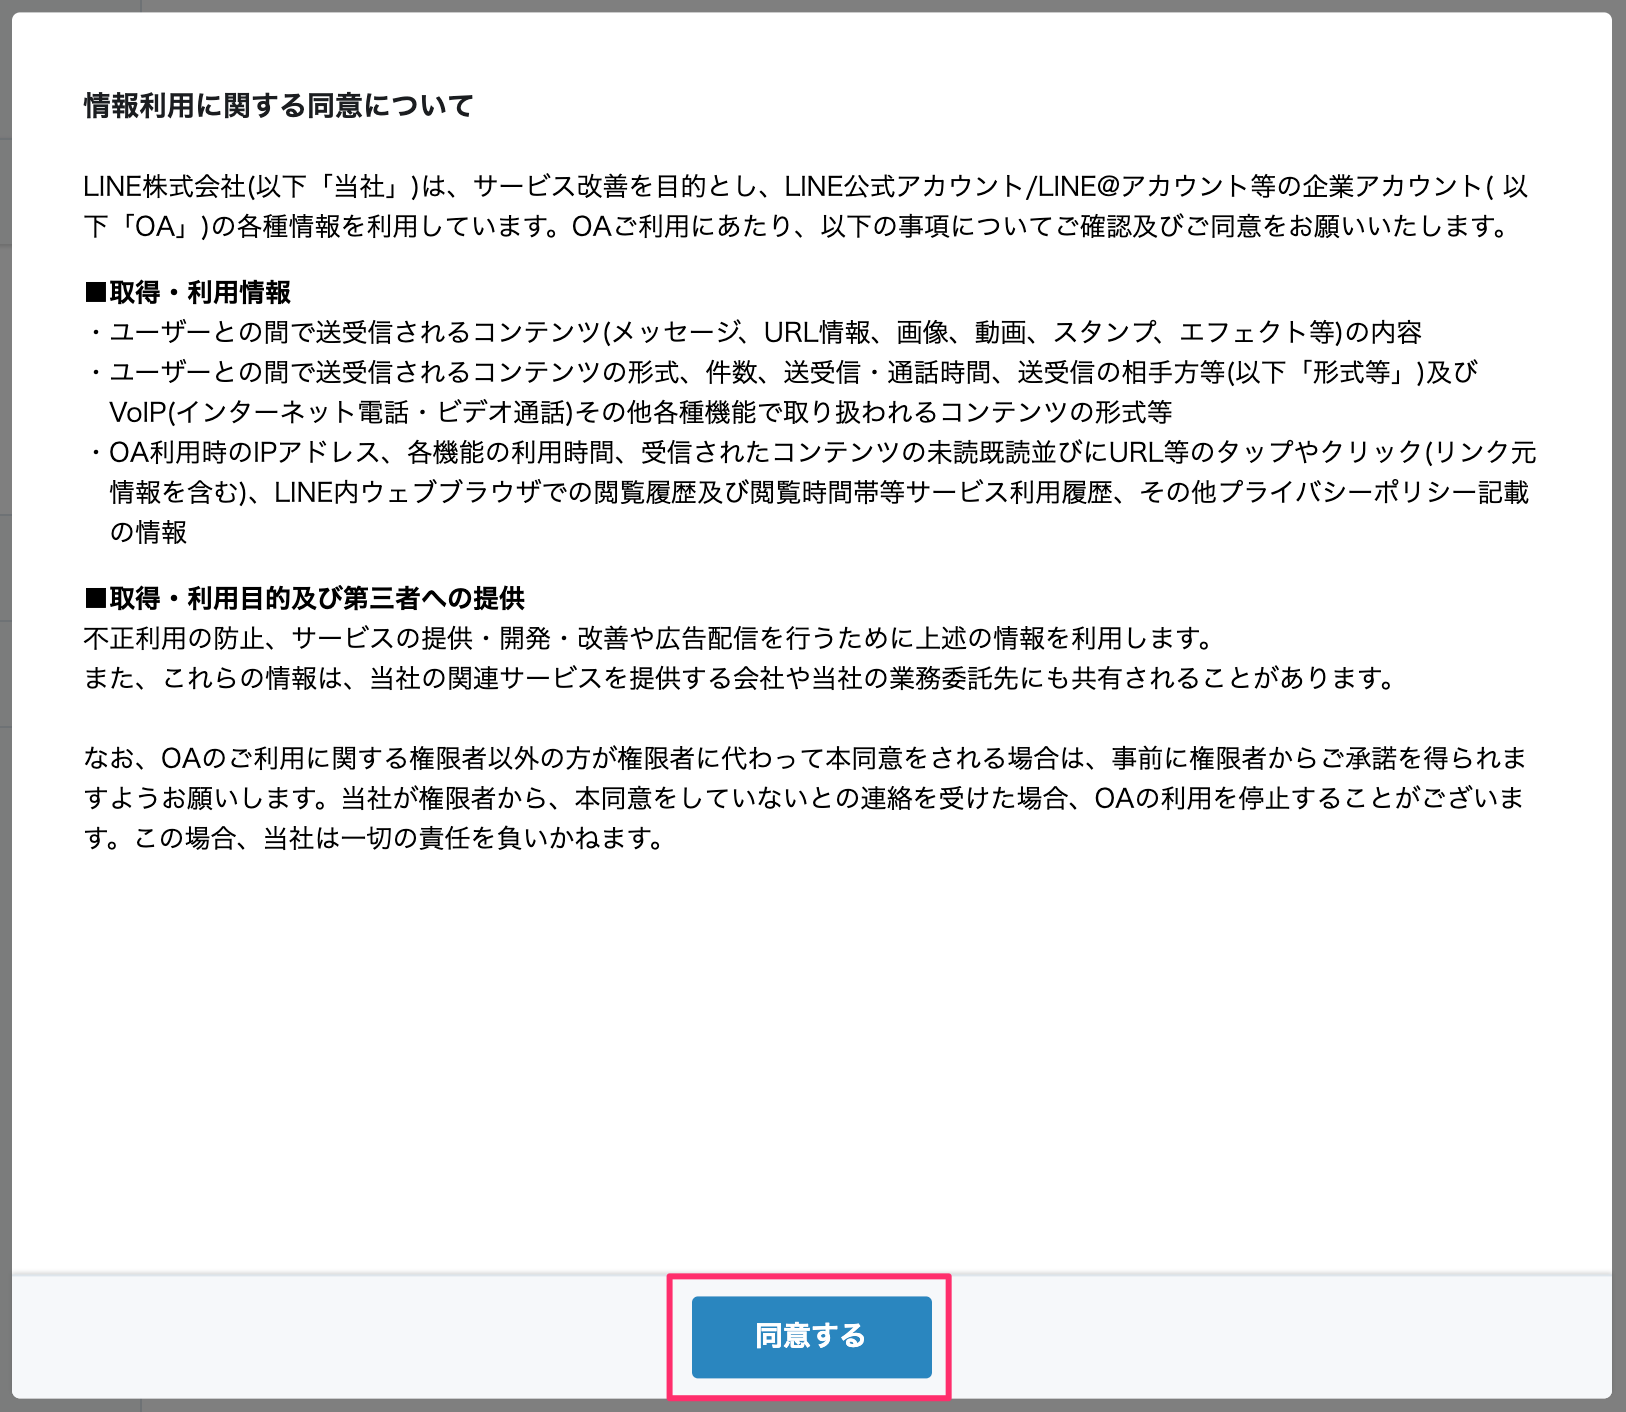 情報利用に関する同意について
LINE株式会社(以下「当社」)は、サービス改善を目的とし、LINE公式アカウント/LINE@アカウント等の企業アカウント( 以
下「OA」)の各種情報を利用しています。OAご利用にあたり、以下の事項についてご確認及びご同意をお願いいたします。
■取得・利用情報
・ユーザーとの間で送受信されるコンテンツ(メッセージ、URL情報、画像、動画、スタンプ、エフェクト等)の内容
・ユーザーとの間で送受信されるコンテンツの形式、件数、送受信・通話時間、送受信の相手方等(以下「形式等」)及び
VoIP(インターネット電話・ビデオ通話)その他各種機能で取り扱われるコンテンツの形式等
・OA利用時のIPアドレス、各機能の利用時間、受信されたコンテンツの未読既読並びにURL等のタップやクリック(リンク元
情報を含む)、LINE内ウェブブラウザでの閲覧履歴及び閲覧時間帯等サービス利用履歴、その他プライバシーポリシー記載
の情報
■取得・利用目的及び第三者への提供
不正利用の防止、サービスの提供・開発・改善や広告配信を行うために上述の情報を利用します。
また、これらの情報は、当社の関連サービスを提供する会社や当社の業務委託先にも共有されることがあります。
なお、OAのご利用に関する権限者以外の方が権限者に代わって本同意をされる場合は、事前に権限者からご承諾を得られま
すようお願いします。当社が権限者から、本同意をしていないとの連絡を受けた場合、OAの利用を停止することがございま
す。この場合、当社は一切の責任を負いかねます。
同意する